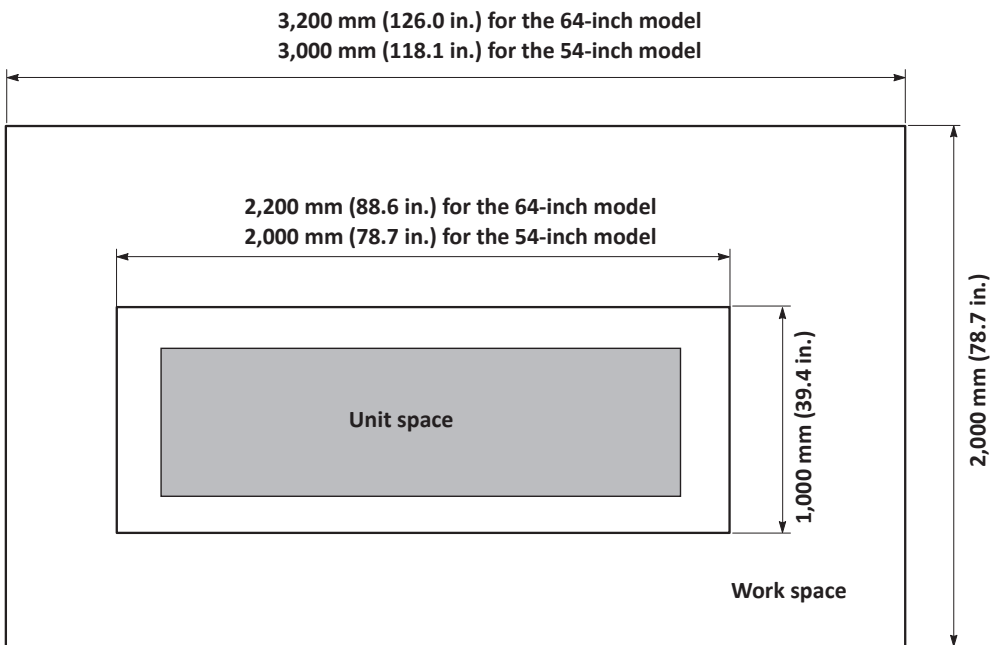 3,200 mm (126.0 in.) for the 64-inch model
3,000 mm (118.1 in.) for the 54-inch model
2,200 mm (88.6 in.) for the 64-inch model
2,000 mm (78.7 in.) for the 54-inch model
Unit space
1,000 mm (39.4 in.)
2,000 mm (78.7 in.)
Work space